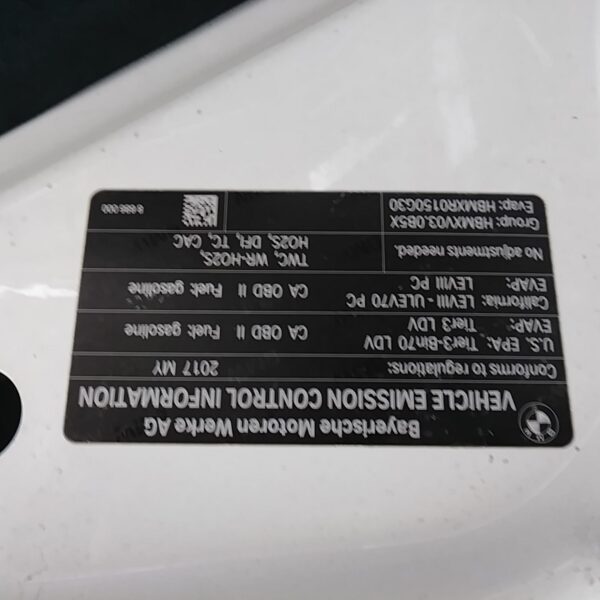 Bayerische Motoren Werke AG
VEHICLE EMISSION CONTROL INFORMATION
Conforms to regulations: 2017 MY
U.S. EPA: Tier3-Bin70 LDV CA OBD II Fuel: gasoline
EVAP: Tier3 LDV
California: LEVIII - ULEV70 PC CA OBD II Fuel: gasoline
EVAP: LEVIII PC
No adjustments needed. TWC, WR-HO2S,
HO2S, DFI, TC, CAC
Group: HBMXV03.0B5X
Evap: HBMXR0150G30